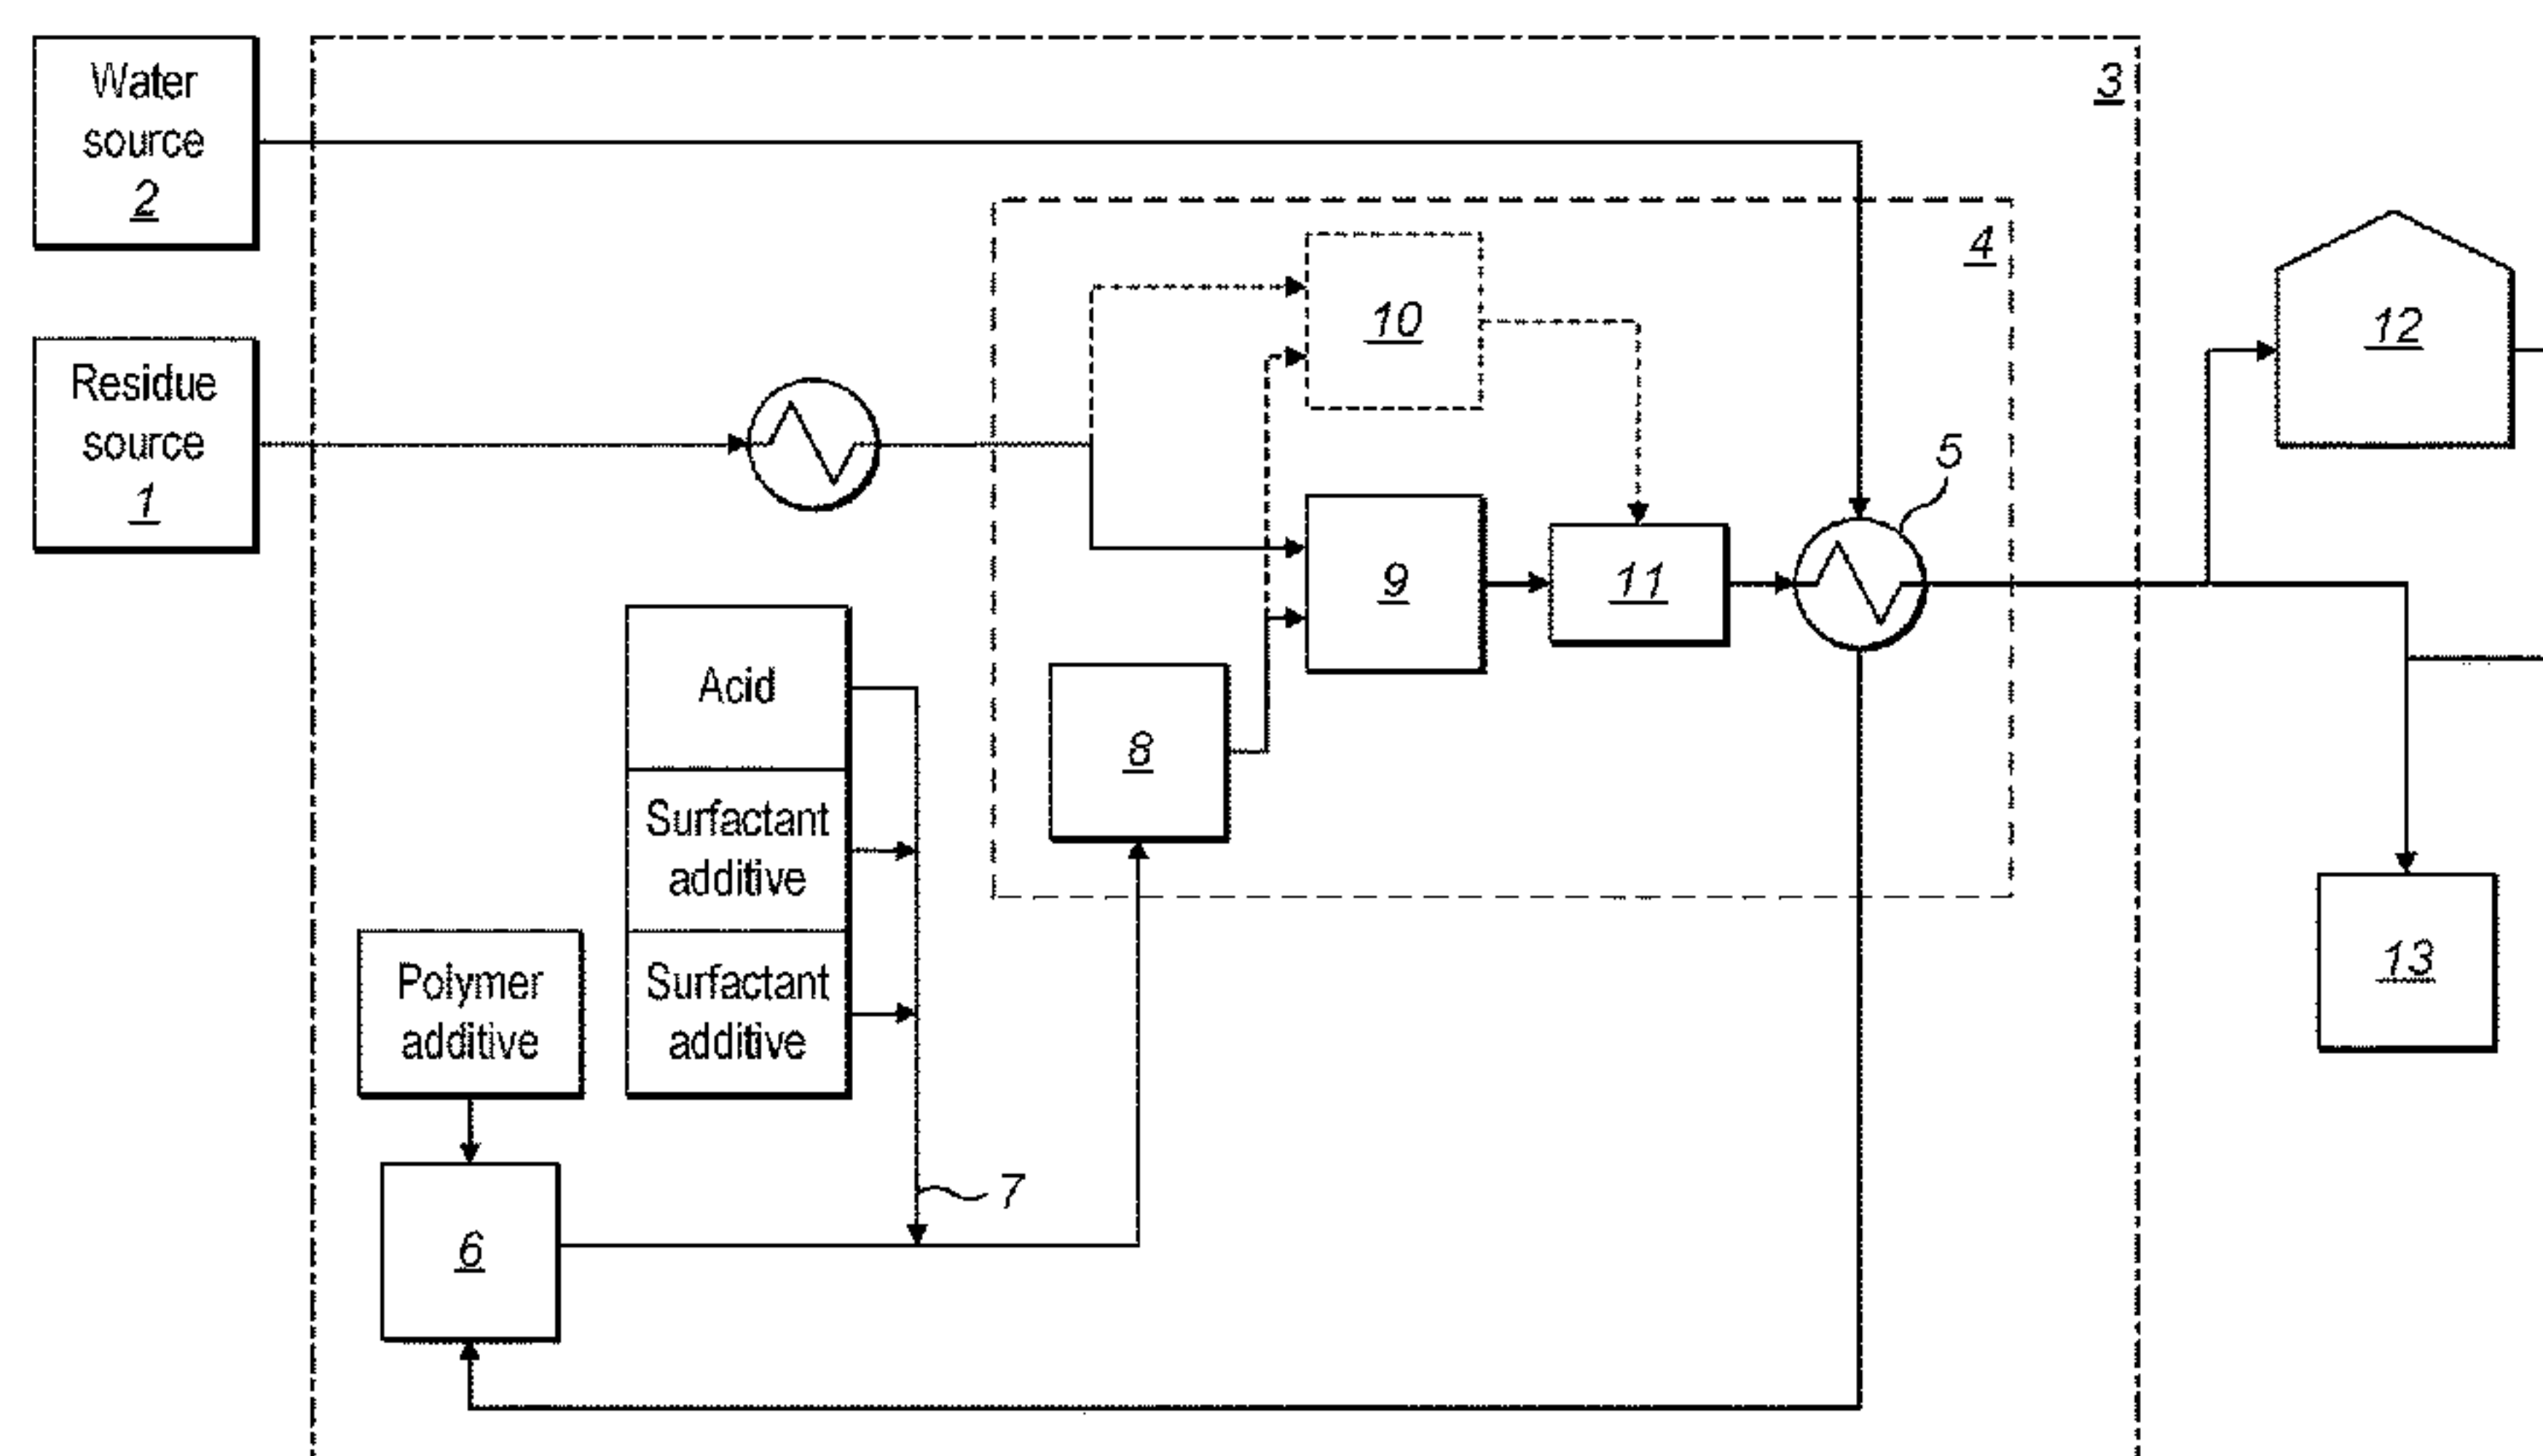 Water
source
2
3
4
10
12
Residue
source
1
5
9
11
Acid
8
Surfactant
additive
Polymer
additive
Surfactant
additive
13
7
6